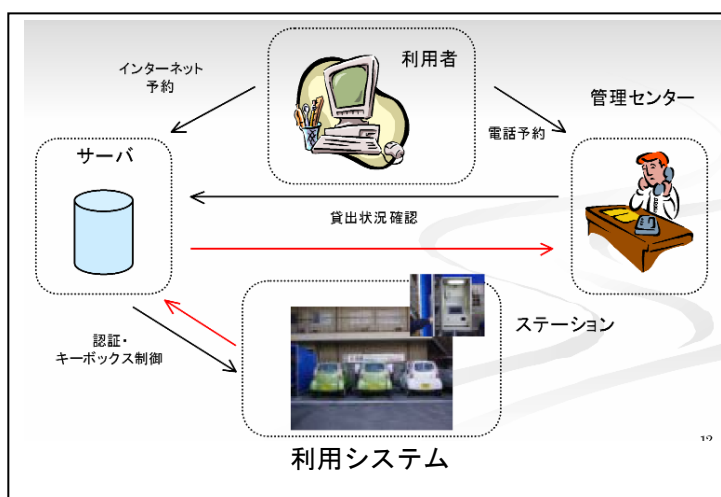 利用者
インターネット
予約
管理センター
電話予約
サーバ
貸出状況確認
ステーション
認証・
キーボックス制御
利用システム